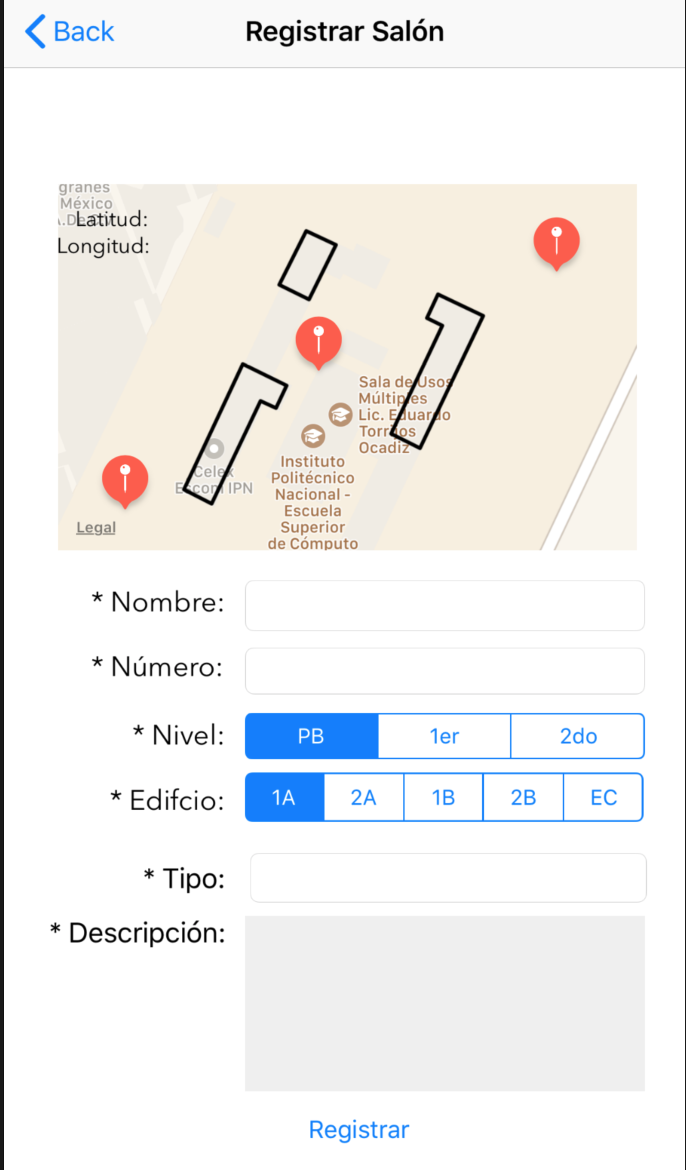 Back
Registrar Salón
granes
México
Latitud:
Longitud:
Sala de Usos
Múltiples
Lic. Eduardo
Torrijos
Ocadiz
Celex
Escom IPN
Instituto
Politécnico
Nacional -
Escuela
Superior
de Cómputo
Legal
* Nombre:
* Número:
* Nivel:
PB
1er
2do
* Edifcio:
1A
2A
1B
2B
EC
* Tipo:
* Descripción:
Registrar